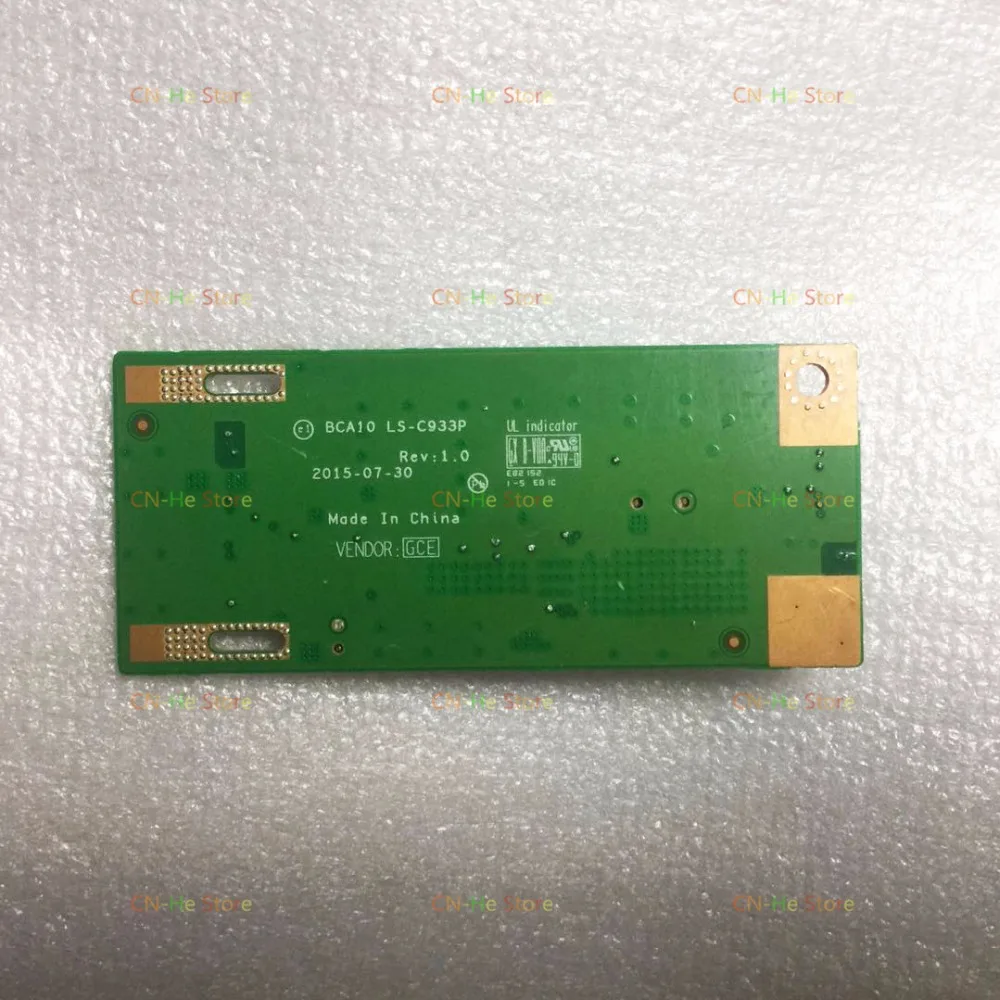 CN-He Store CN-He Store CN-He Store
CN-He Store CN-He Store CN-He Store
BCA10 LS-C933P
Rev:1.0
2015-07-30
UL indicator
94V-0
E82152
Made In China
VENDOR: GCE
CN-He Store CN-He Store CN-He Store
CN-He Store CN-He Store CN-He Store
CN-He Store CN-He Store CN-He Store